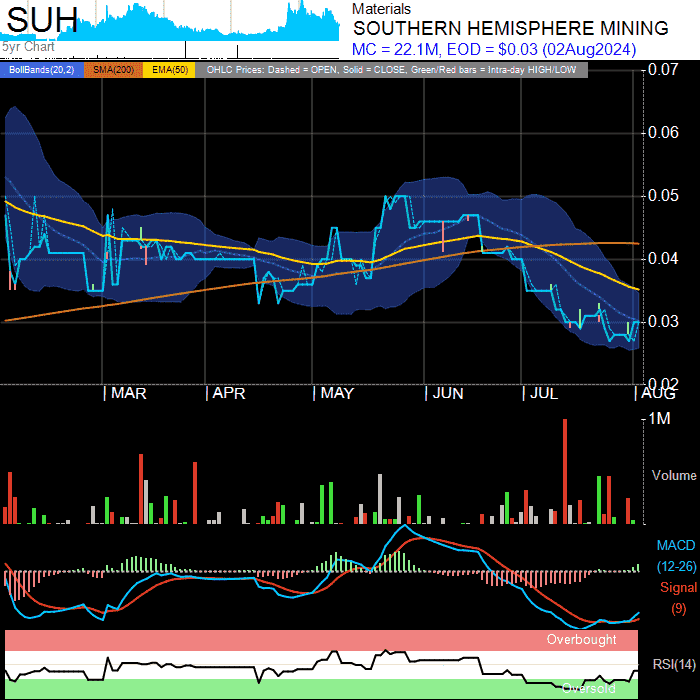 SUH
Materials
SOUTHERN HEMISPHERE MINING
MC = 22.1M, EOD = $0.03 (02Aug2024)
5yr Chart
BollBands(20,2) SMA(200) EMA(50) OHLC Prices: Dashed = OPEN, Solid = CLOSE, Green/Red bars = Intra-day HIGH/LOW
0.07
0.06
0.05
0.04
0.03
0.02
MAR APR MAY JUN JUL AUG
1M
Volume
MACD
(12-26)
Signal
(9)
Overbought
RSI(14)
Oversold